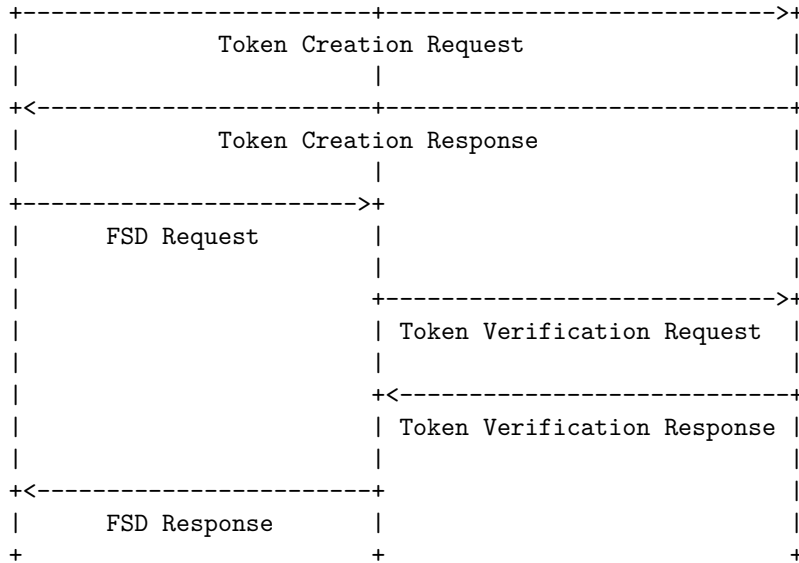 Token Creation Request
Token Creation Response
FSD Request
Token Verification Request
Token Verification Response
FSD Response